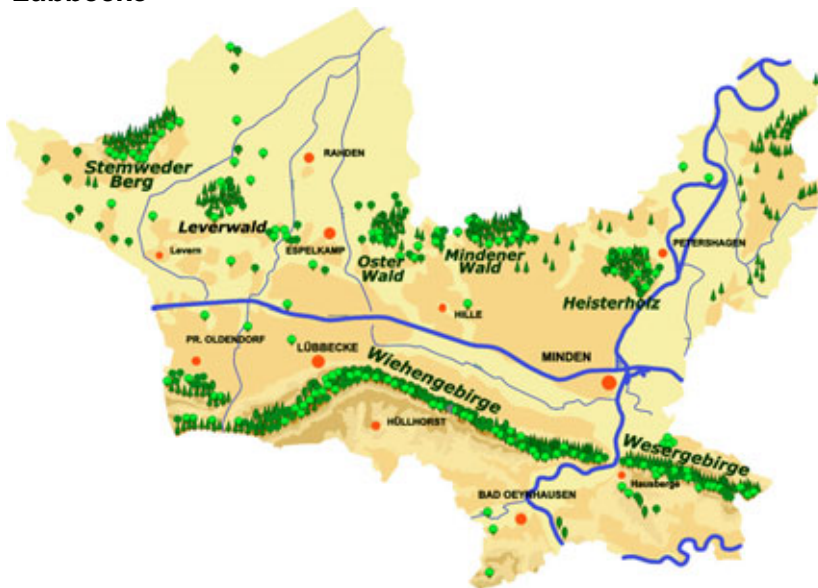 RAHDEN
Stemweder
Berg
Leverwald
Levern
ESPELKAMP
Oster
Wald
Mindener
Wald
PETERSHAGEN
Heisterholz
HILLE
PR. OLDENDORF
LÜBBECKE
MINDEN
Wiehengebirge
HÜLLHORST
Wesergebirge
Hausberge
BAD OEYNHAUSEN